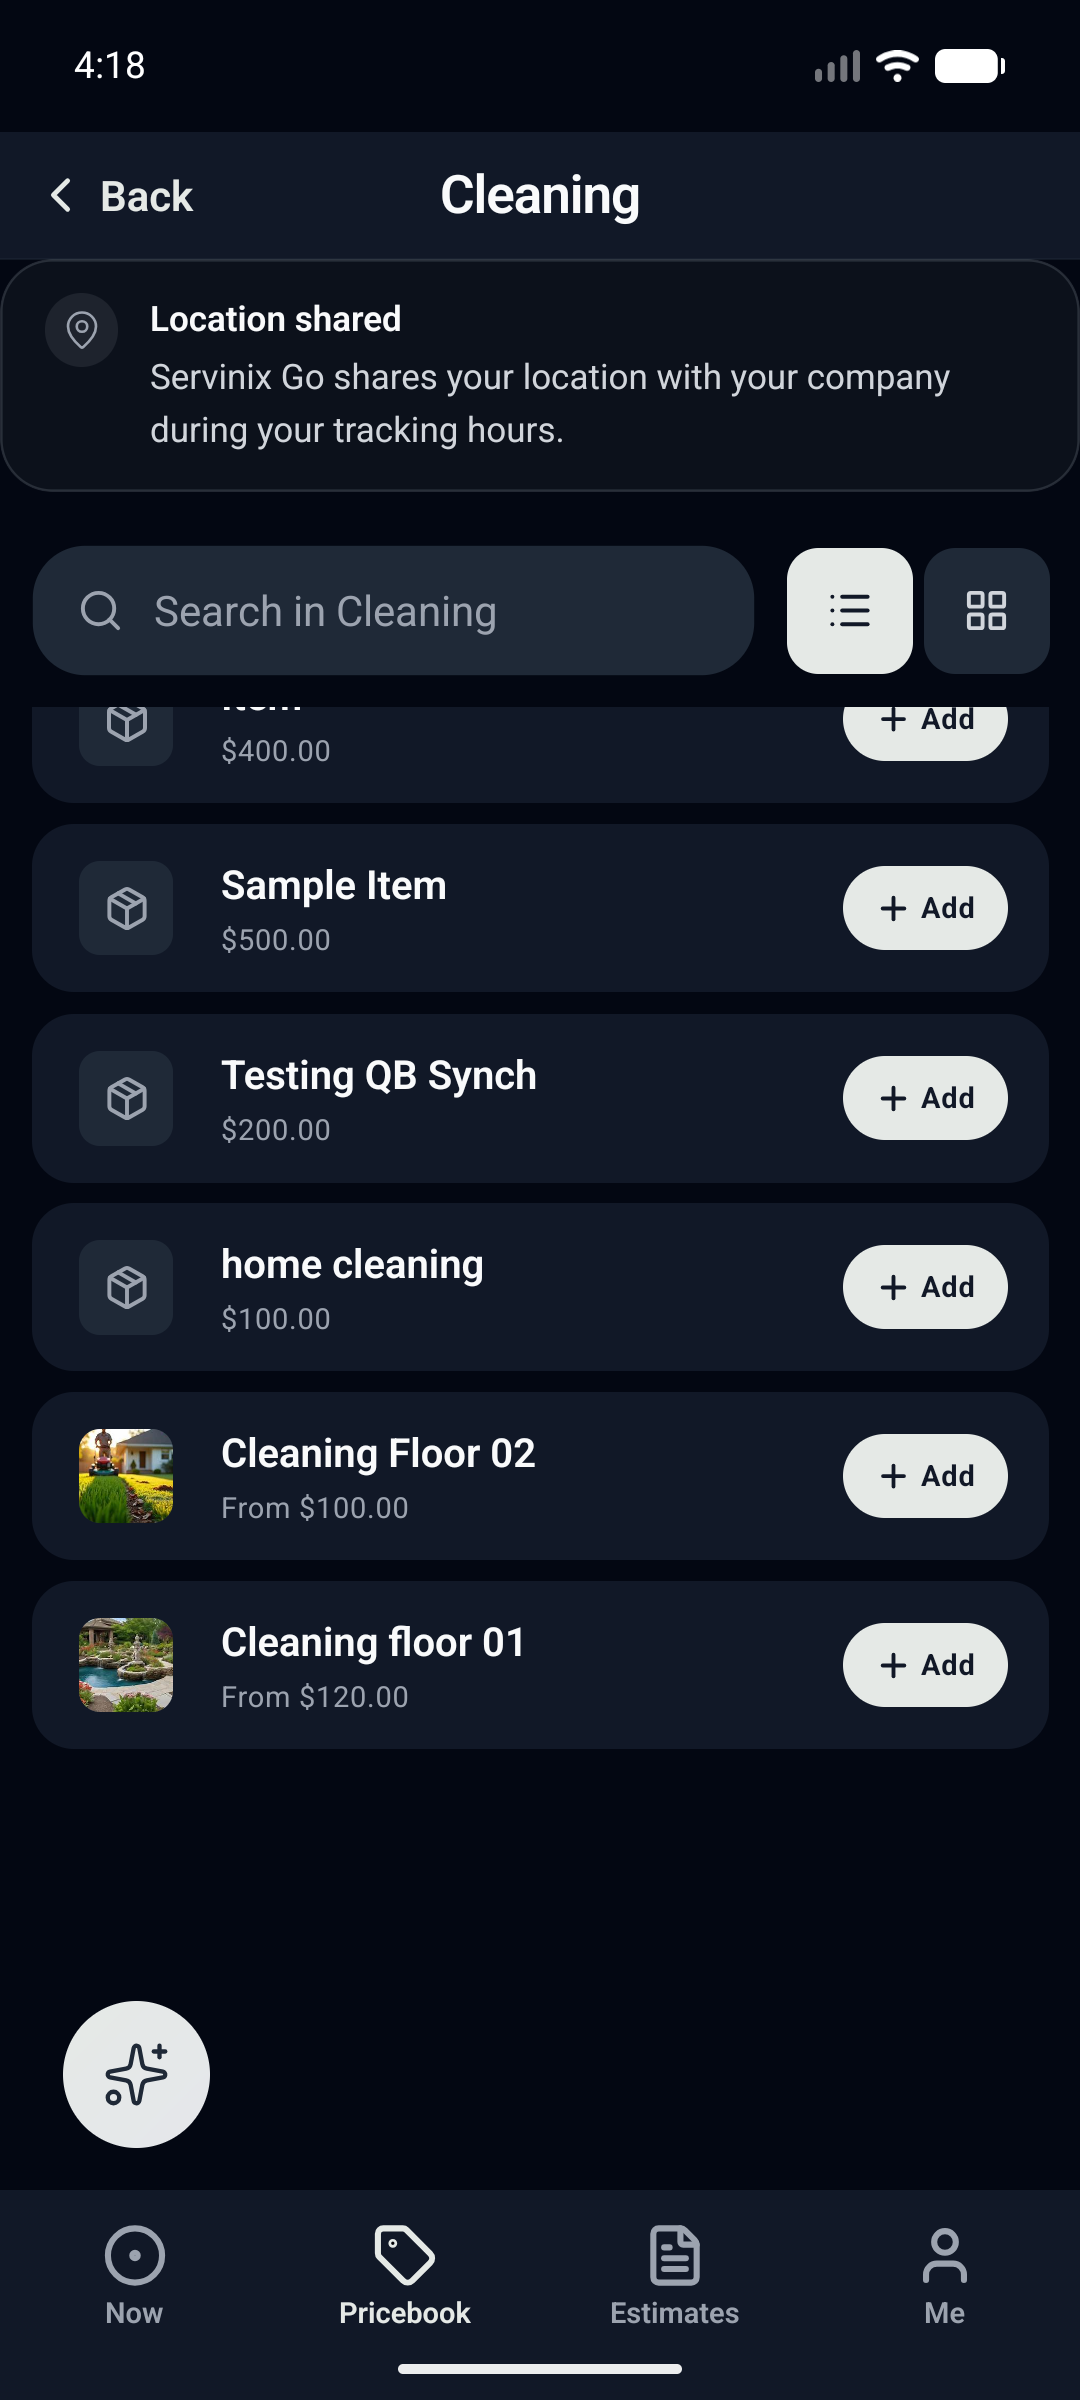 4:18
Back
Cleaning
Location shared
Servinix Go shares your location with your company
during your tracking hours.
Search in Cleaning
Add
$400.00
Sample Item
$500.00
Add
Testing QB Synch
$200.00
Add
home cleaning
$100.00
Add
Cleaning Floor 02
From $100.00
Add
Cleaning floor 01
From $120.00
Add
Now
Pricebook
Estimates
Me